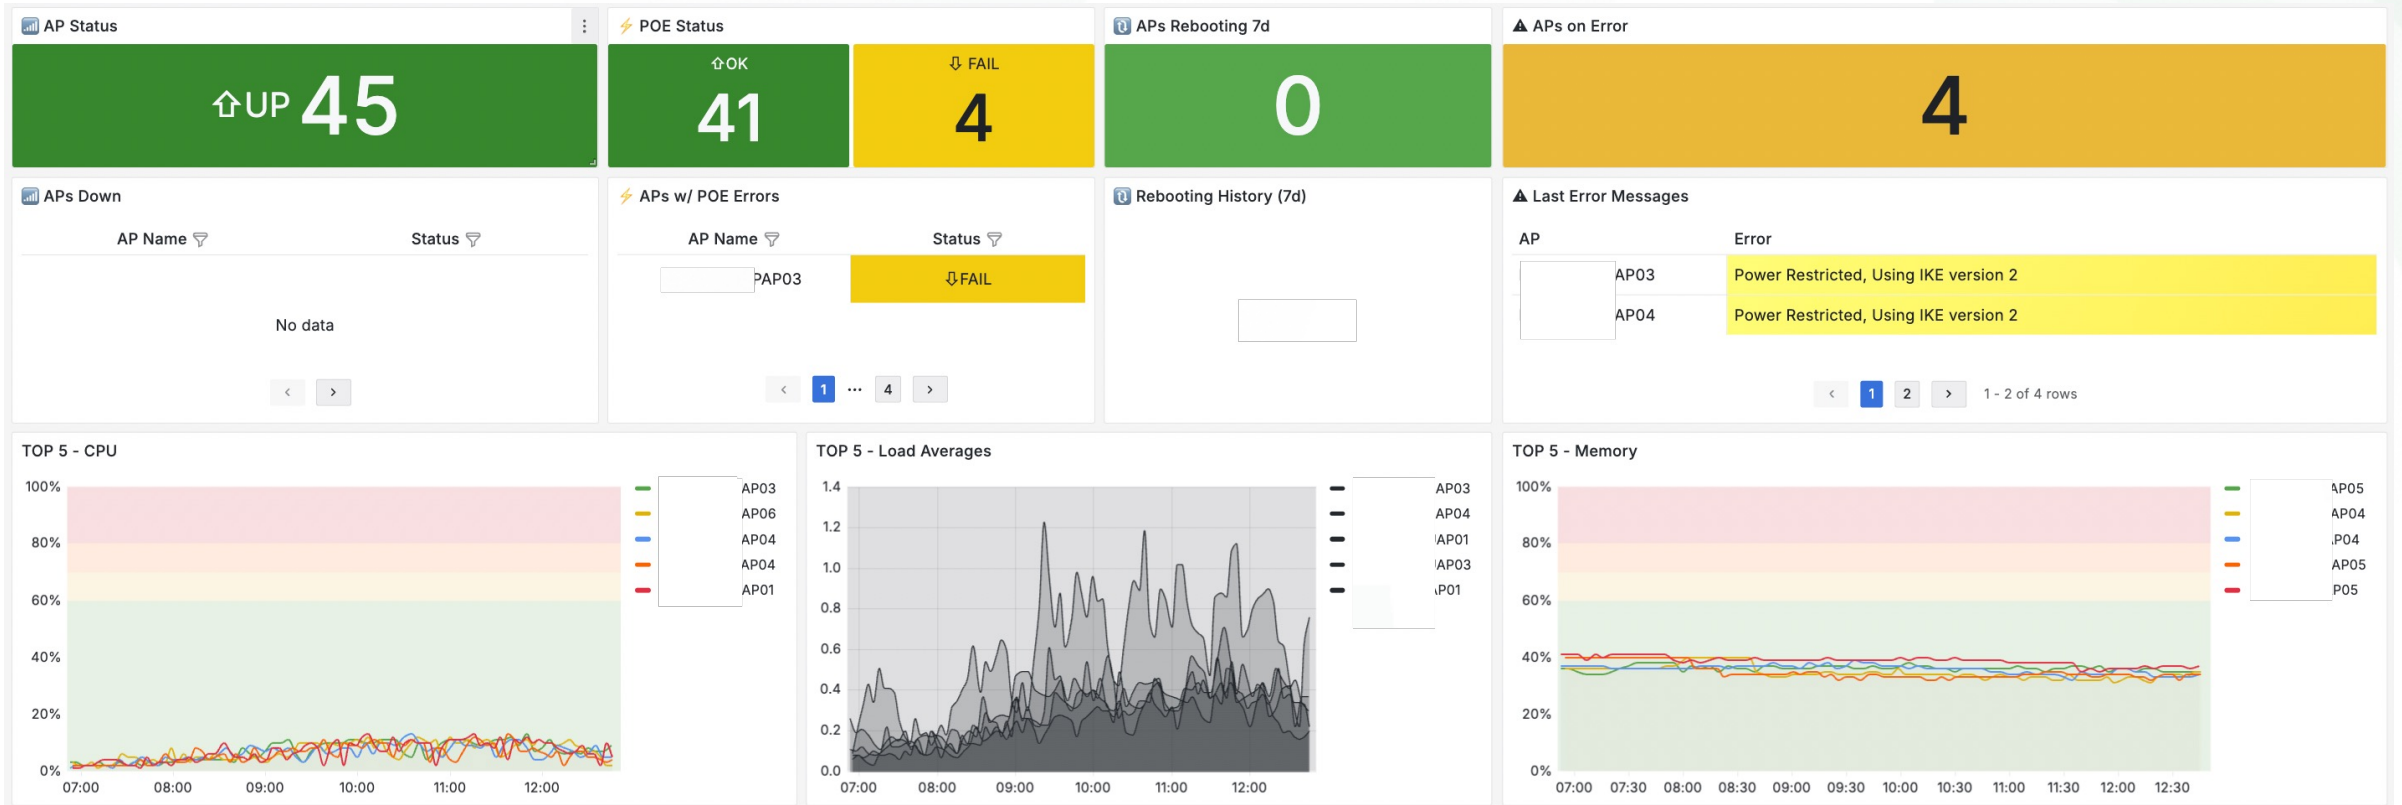 AP Status
POE Status
APs Rebooting 7d
APs on Error
UP 45
OK
41
FAIL
4
0
4
APs Down
AP Name Status
No data
APs w/ POE Errors
AP Name Status
PAP03 FAIL
1 ... 4
Rebooting History (7d)
Last Error Messages
AP Error
AP03 Power Restricted, Using IKE version 2
AP04 Power Restricted, Using IKE version 2
1 2 1 - 2 of 4 rows
TOP 5 - CPU
100%
80%
60%
40%
20%
0%
07:00 08:00 09:00 10:00 11:00 12:00
AP03
AP06
AP04
AP04
AP01
TOP 5 - Load Averages
1.4
1.2
1.0
0.8
0.6
0.4
0.2
0.0
07:00 08:00 09:00 10:00 11:00 12:00
AP03
AP04
AP01
AP03
AP01
TOP 5 - Memory
100%
80%
60%
40%
20%
0%
07:00 07:30 08:00 08:30 09:00 09:30 10:00 10:30 11:00 11:30 12:00 12:30
AP05
AP04
AP04
AP05
P05